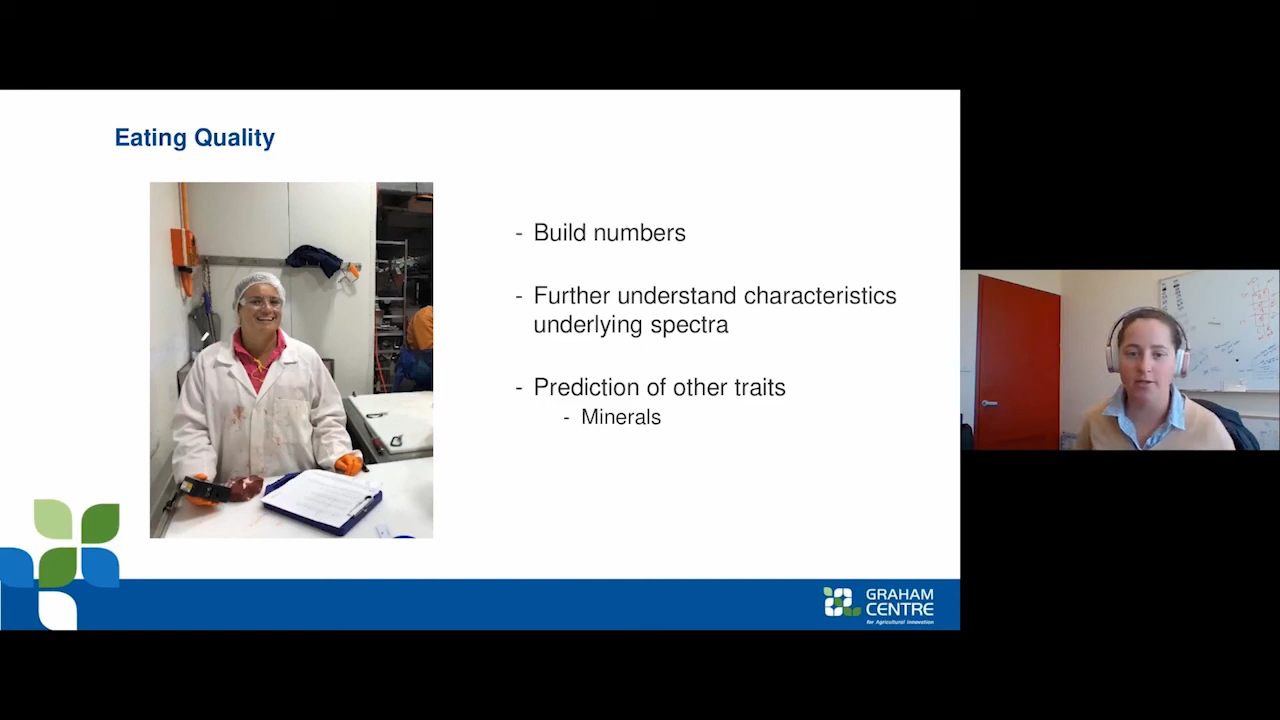 Eating Quality
- Build numbers
- Further understand characteristics
underlying spectra
- Prediction of other traits
- Minerals
GRAHAM
CENTRE
for Agricultural Innovation